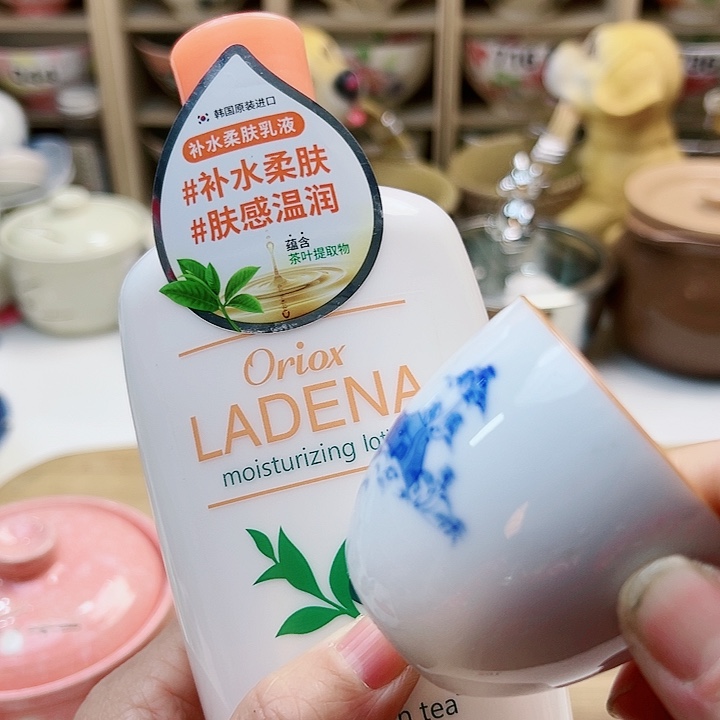 韩国原装进口
补水柔肤乳液
#补水柔肤
#肤感温润
蕴含
茶叶提取物
Oriox
LADENA
moisturizing
tea